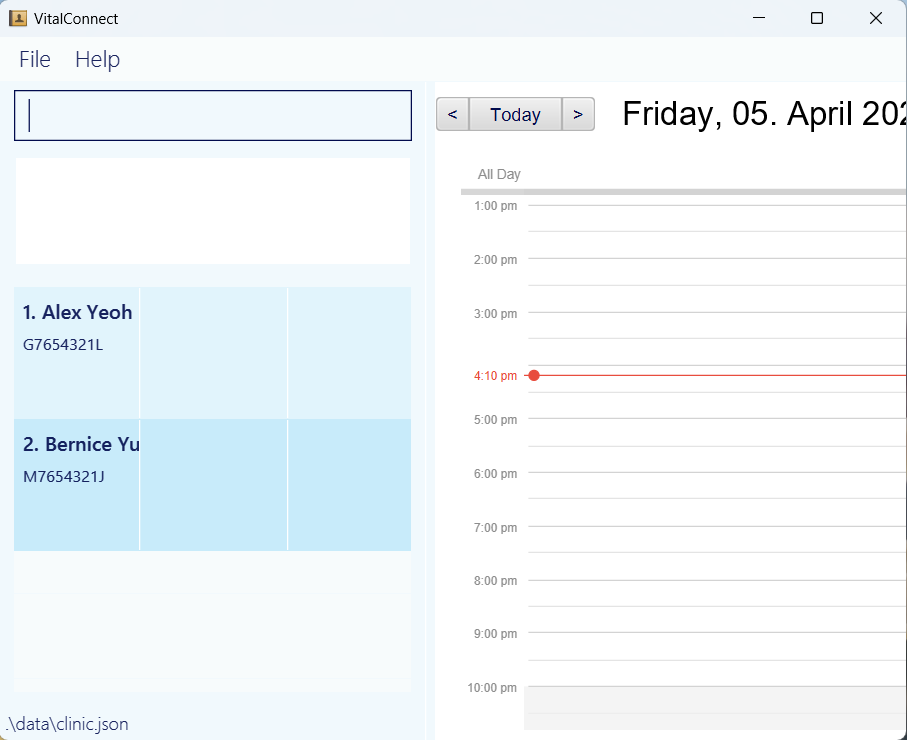 VitalConnect
File Help
< Today > Friday, 05. April
All Day
1:00 pm
2:00 pm
3:00 pm
4:10 pm
5:00 pm
6:00 pm
7:00 pm
8:00 pm
9:00 pm
10:00 pm
1. Alex Yeoh
G7654321L
2. Bernice Yu
M7654321J
.\data\clinic.json